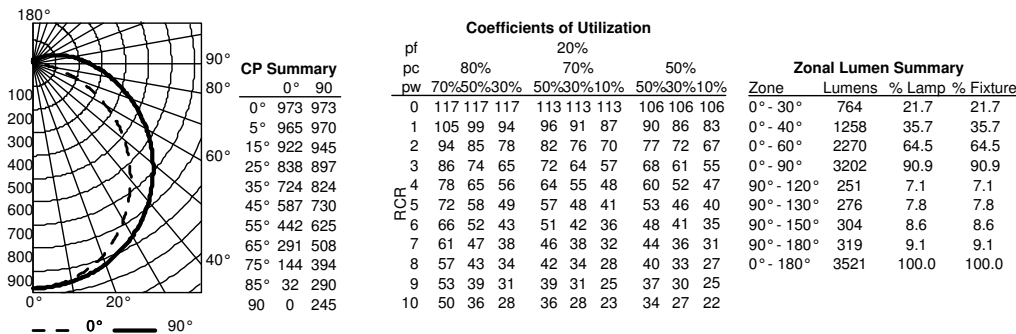 180°
90°
80°
60°
40°
100
200
300
400
500
600
700
800
900
0° 20°
0° 90°
CP Summary
0° 90
0° 973 973
5° 965 970
15° 922 945
25° 838 897
35° 724 824
45° 587 730
55° 442 625
65° 291 508
75° 144 394
85° 32 290
90 0 245
Coefficients of Utilization
pf 20%
pc 80% 70% 50%
pw 70%50%30% 50%30%10% 50%30%10%
RCR
0 117 117 117 113 113 113 106 106 106
1 105 99 94 96 91 87 90 86 83
2 94 85 78 82 76 70 77 72 67
3 86 74 65 72 64 57 68 61 55
4 78 65 56 64 55 48 60 52 47
5 72 58 49 57 48 41 53 46 40
6 66 52 43 51 42 36 48 41 35
7 61 47 38 46 38 32 44 36 31
8 57 43 34 42 34 28 40 33 27
9 53 39 31 39 31 25 37 30 25
10 50 36 28 36 28 23 34 27 22
Zonal Lumen Summary
Zone Lumens % Lamp % Fixture
0°- 30° 764 21.7 21.7
0°- 40° 1258 35.7 35.7
0°- 60° 2270 64.5 64.5
0°- 90° 3202 90.9 90.9
90°- 120° 251 7.1 7.1
90°- 130° 276 7.8 7.8
90°- 150° 304 8.6 8.6
90°- 180° 319 9.1 9.1
0°- 180° 3521 100.0 100.0